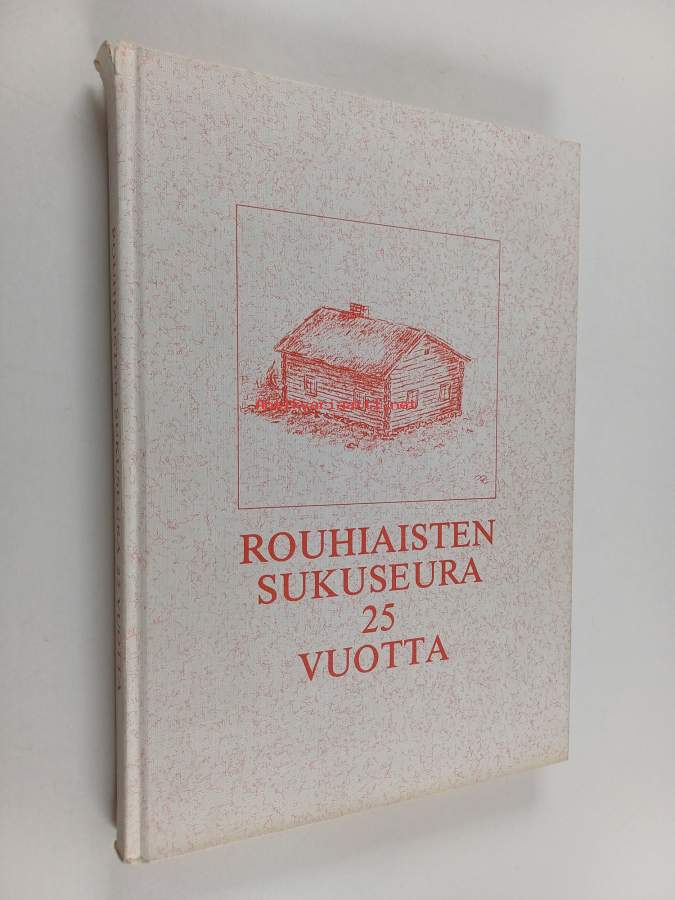 ROUHIAISTEN
SUKUSEURA
25
VUOTTA